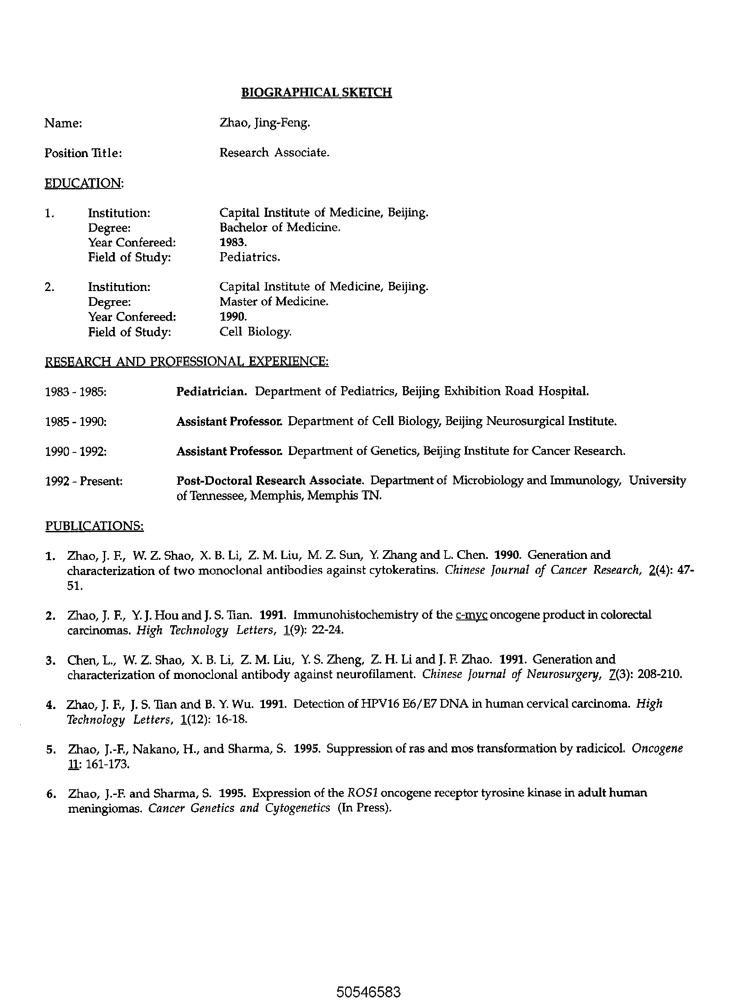 BIOGRAPHICAL SKETCH
Name: Zhao, Jing-Feng.
Position Title: Research Associate.
EDUCATION:
1. Institution: Capital Institute of Medicine, Beijing.
Degree: Bachelor of Medicine.
Year Confereed: 1983.
Field of Study: Pediatrics.
2. Institution: Capital Institute of Medicine, Beijing.
Degree: Master of Medicine.
Year Confereed: 1990.
Field of Study: Cell Biology.
RESEARCH AND PROFESSIONAL EXPERIENCE:
1983 - 1985: Pediatrician. Department of Pediatrics, Beijing Exhibition Road Hospital.
1985 - 1990: Assistant Professor. Department of Cell Biology, Beijing Neurosurgical Institute.
1990 - 1992: Assistant Professor. Department of Genetics, Beijing Institute for Cancer Research.
1992 - Present: Post-Doctoral Research Associate. Department of Microbiology and Immunology, University
of Tennessee, Memphis, Memphis TN.
PUBLICATIONS:
1. Zhao, J. F., W. Z. Shao, X. B. Li, Z. M. Liu, M. Z. Sun, Y. Zhang and L. Chen. 1990. Generation and
characterization of two monoclonal antibodies against cytokeratins. Chinese Journal of Cancer Research, 2(4): 47-
51.
2. Zhao, J. F., Y. J. Hou and J. S. Tian. 1991. Immunohistochemistry of the c-myc oncogene product in colorectal
carcinomas. High Technology Letters, 1(9): 22-24.
3. Chen, L., W. Z. Shao, X. B. Li, Z. M. Liu, Y. S. Zheng, Z. H. Li and J. F. Zhao. 1991. Generation and
characterization of monoclonal antibody against neurofilament. Chinese Journal of Neurosurgery, 7(3): 208-210.
4. Zhao, J. F., J. S. Tian and B. Y. Wu. 1991. Detection of HPV16 E6/E7 DNA in human cervical carcinoma. High
Technology Letters, 1(12): 16-18.
5. Zhao, J.-F., Nakano, H., and Sharma, S. 1995. Suppression of ras and mos transformation by radicicol. Oncogene
11: 161-173.
6. Zhao, J.-F. and Sharma, S. 1995. Expression of the ROS1 oncogene receptor tyrosine kinase in adult human
meningiomas. Cancer Genetics and Cytogenetics (In Press).
50546583